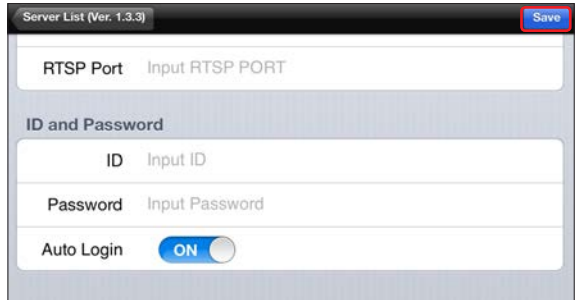 Server List (Ver. 1.3.3) Save
RTSP Port Input RTSP PORT
ID and Password
ID Input ID
Password Input Password
Auto Login ON